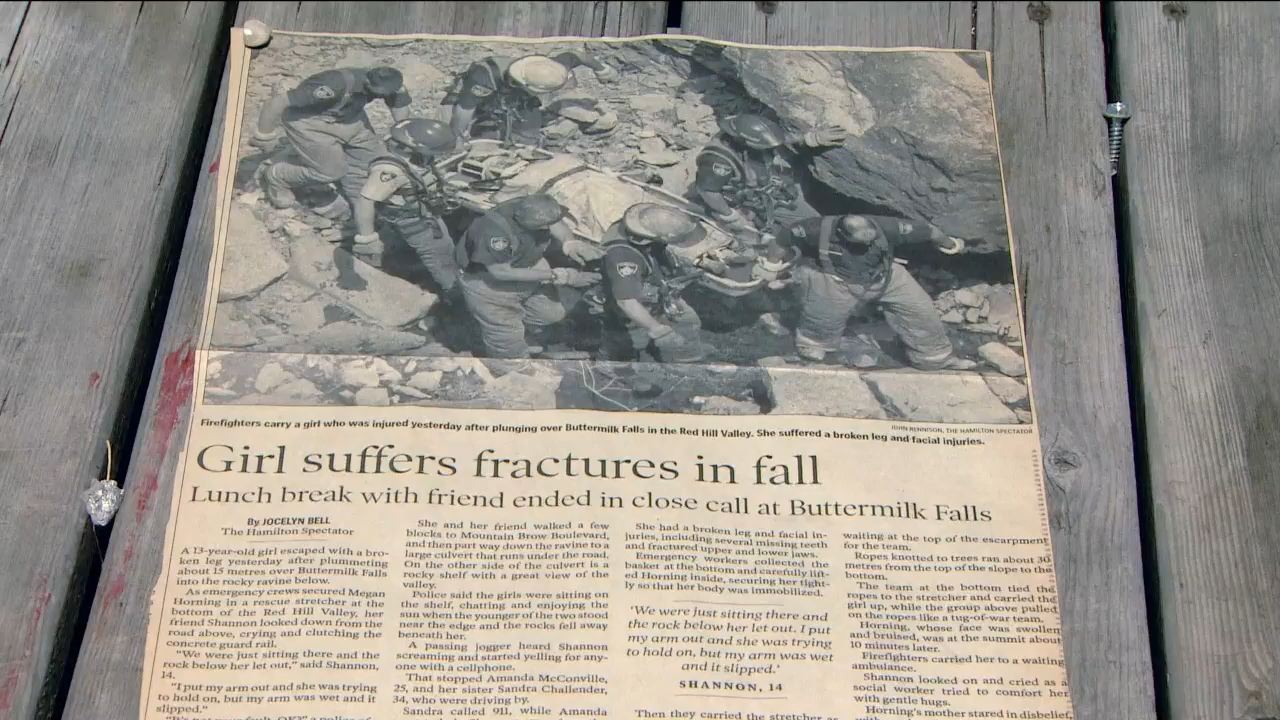 Firefighters carry a girl who was injured yesterday after plunging over Buttermilk Falls in the Red Hill Valley. She suffered a broken leg and facial injuries.
JOHN RENNISON, THE HAMILTON SPECTATOR
Girl suffers fractures in fall
Lunch break with friend ended in close call at Buttermilk Falls
By JOCELYN BELL
The Hamilton Spectator
A 13-year-old girl escaped with a bro-
ken leg yesterday after plummeting
about 15 metres over Buttermilk Falls
into the rocky ravine below.
As emergency crews secured Megan
Horning in a rescue stretcher at the
bottom of the Red Hill Valley, her
friend Shannon looked down from the
road above, crying and clutching the
concrete guard rail.
"We were just sitting there and the
rock below her let out," said Shannon,
14.
"I put my arm out and she was trying
to hold on, but my arm was wet and it
slipped."
She and her friend walked a few
blocks to Mountain Brow Boulevard,
and then part way down the ravine to a
large culvert that runs under the road.
On the other side of the culvert is a
rocky shelf with a great view of the
valley.
Police said the girls were sitting on
the shelf, chatting and enjoying the
sun when the younger of the two stood
near the edge and the rocks fell away
beneath her.
A passing jogger heard Shannon
screaming and started yelling for any-
one with a cellphone.
That stopped Amanda McConville,
25, and her sister Sandra Challender,
34, who were driving by.
Sandra called 911, while Amanda
She had a broken leg and facial in-
juries, including several missing teeth
and fractured upper and lower jaws.
Emergency workers collected the
basket at the bottom and carefully lift-
ed Horning inside, securing her tight-
ly so that her body was immobilized.
'We were just sitting there and
the rock below her let out. I put
my arm out and she was trying
to hold on, but my arm was wet
and it slipped.'
SHANNON, 14
Then they carried the stretcher as
waiting at the top of the escarpment
for the team.
Ropes knotted to trees ran about 30
metres from the top of the slope to the
bottom.
The team at the bottom tied the
ropes to the stretcher and carried the
girl up, while the group above pulled
on the ropes like a tug-of-war team.
Horning, whose face was swollen
and bruised, was at the summit about
10 minutes later.
Firefighters carried her to a waiting
ambulance.
Shannon looked on and cried as a
social worker tried to comfort her
with gentle hugs.
Horning's mother stared in disbelief,